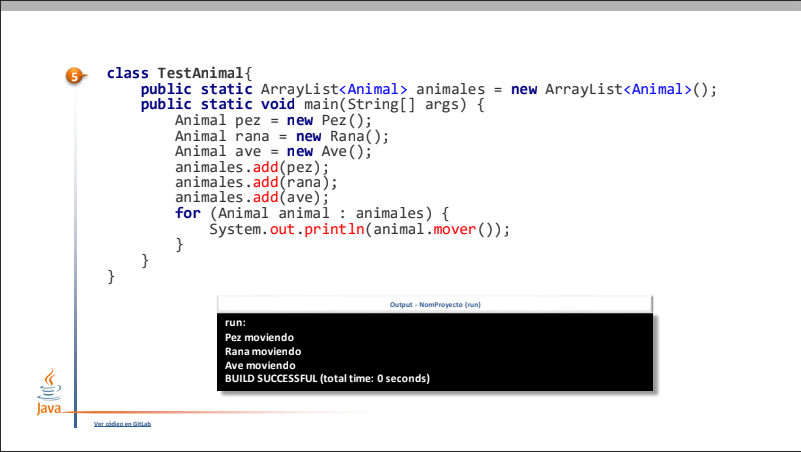 5
class TestAnimal{
    public static ArrayList<Animal> animales = new ArrayList<Animal>();
    public static void main(String[] args) {
        Animal pez = new Pez();
        Animal rana = new Rana();
        Animal ave = new Ave();
        animales.add(pez);
        animales.add(rana);
        animales.add(ave);
        for (Animal animal : animales) {
            System.out.println(animal.mover());
        }
    }
}
Output - NomProyecto (run)
run:
Pez moviendo
Rana moviendo
Ave moviendo
BUILD SUCCESSFUL (total time: 0 seconds)
Java
Ver código en GitLab